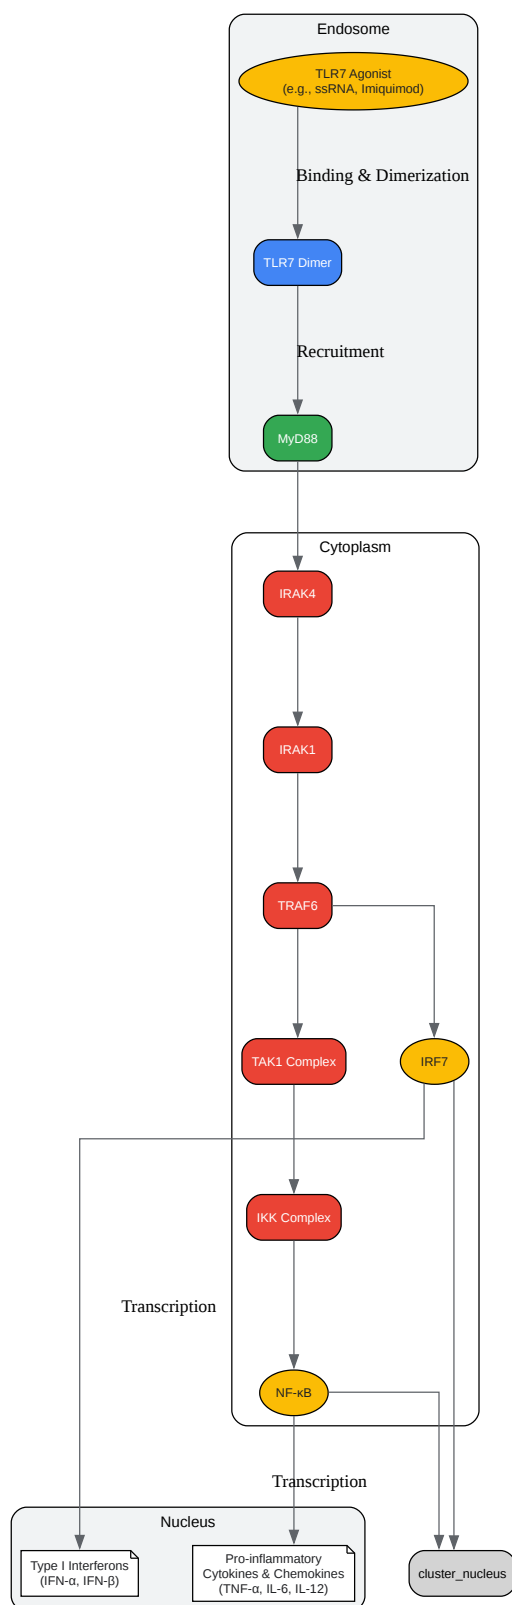 Endosome
TLR7 Agonist
(e.g., ssRNA, Imiquimod)
Binding & Dimerization
TLR7 Dimer
Recruitment
MyD88
Cytoplasm
IRAK4
IRAK1
TRAF6
TAK1 Complex
IRF7
IKK Complex
Transcription
NF-κB
Transcription
Nucleus
Type I Interferons
(IFN-α, IFN-β)
Pro-inflammatory
Cytokines & Chemokines
(TNF-α, IL-6, IL-12)
cluster_nucleus